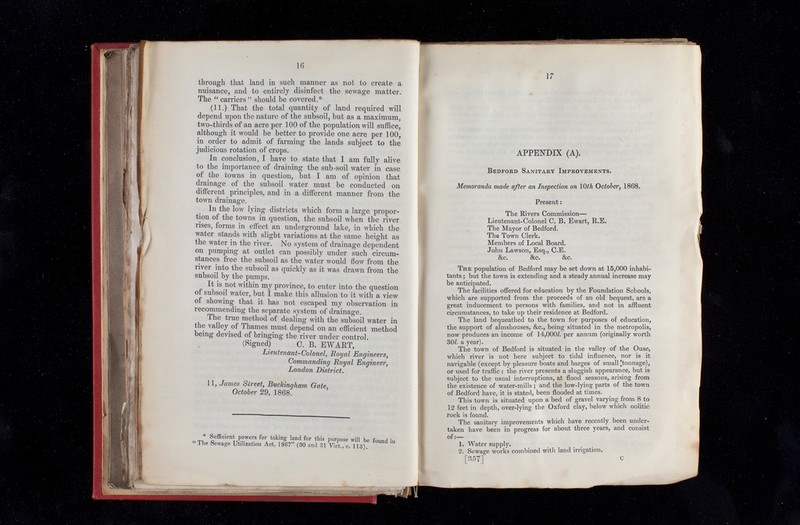 16
through that land in such manner as not to create a
nuisance, and to entirely disinfect the sewage matter.
The “ carriers ” should be covered.*
(11.) That the total quantity of land required will
depend upon the nature of the subsoil, but as a maximum,
two-thirds of an acre per 100 of the population will suffice,
although it would be better to provide one acre per 100,
in order to admit of farming the lands subject to the
judicious rotation of crops.
In conclusion, I have to state that I am fully alive
to the importance of draining the sub-soil water in case
of the towns in question, but I am of opinion that
drainage of the subsoil water must be conducted on
different principles, and in a different manner from the
town drainage.
In the low lying districts which form a large propor-
tion of the towns in question, the subsoil when the river
rises, forms in effect an underground lake, in which the
water stands with slight variations at the same height as
the water in the river. No system of drainage dependent
on pumping at outlet can possibly under such circum-
stances free the subsoil as the water would flow from the
river into the subsoil as quickly as it was drawn from the
subsoil by the pumps.
It is not within my province, to enter into the question
of subsoil water, but I make this allusion to it with a view
of showing that it has not escaped my observation in
recommending the separate system of drainage.
The true method of dealing with the subsoil water in
the valley of Thames must depend on an efficient method
being devised of bringing the river under control.
(Signed) C. B. EWART,
Lieutenant-Colonel, Royal Engineers,
Commanding Royal Engineer,
London District.
11, James Street, Buckingham Gate,
October 29, 1868.
* Sufficient powers for taking land for this purpose will be found in
“ The Sewage Utilization Act, 1867” (30 and 31 Vict., c. 113).
17
APPENDIX (A).
BEDFORD SANITARY IMPROVEMENTS.
Memoranda made after an Inspection on 10th October, 1868.
Present :
The Rivers Commission—
Lieutenant-Colonel C. B. Ewart, R.E.
The Mayor of Bedford.
The Town Clerk.
Members of Local Board.
John Lawson, Esq., C.E.
&c. &c. &c.
THE population of Bedford may be set down at 15,000 inhabi-
tants ; but the town is extending and a steady annual increase may
be anticipated.
The facilities offered for education by the Foundation Schools,
which are supported from the proceeds of an old bequest, are a
great inducement to persons with families, and not in affluent
circumstances, to take up their residence at Bedford.
The land bequeathed to the town for purposes of education,
the support of almshouses, &c., being situated in the metropolis,
now produces an income of 14,000l. per annum (originally worth
30l. a year).
The town of Bedford is situated in the valley of the Ouse,
which river is not here subject to tidal influence, nor is it
navigable (except by pleasure boats and barges of small tonnage),
or used for traffic : the river presents a sluggish appearance, but is
subject to the usual interruptions, at flood seasons, arising from
the existence of water-mills ; and the low-lying parts of the town
of Bedford have, it is stated, been flooded at times.
This town is situated upon a bed of gravel varying from 8 to
12 feet in depth, over-lying the Oxford clay, below which oolitic
rock is found.
The sanitary improvements which have recently been under-
taken have been in progress for about three years, and consist
of :—
1. Water supply.
2. Sewage works combined with land irrigation.
[357] C